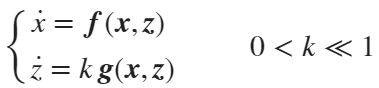 ẋ = f(x, z)
ż = k g(x, z)
0 < k ≪ 1